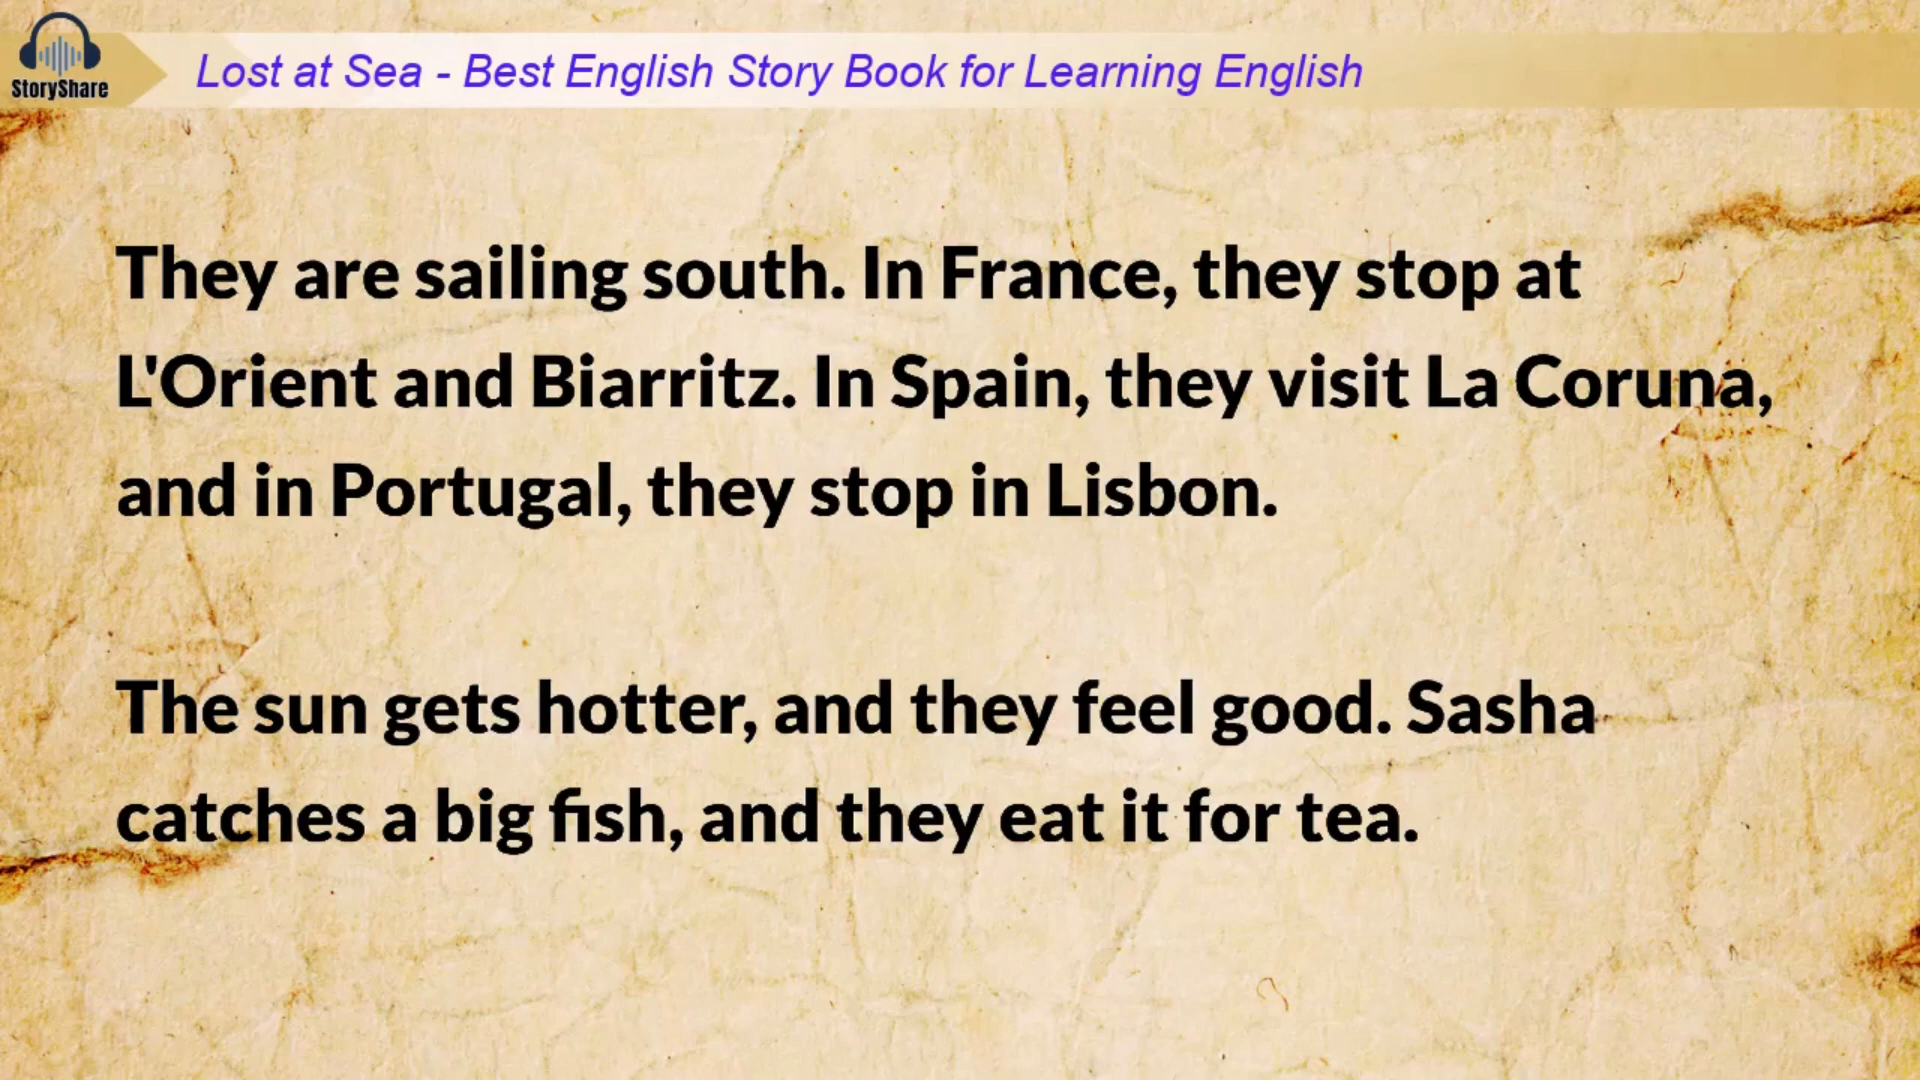 StoryShare
Lost at Sea - Best English Story Book for Learning English
They are sailing south. In France, they stop at
L'Orient and Biarritz. In Spain, they visit La Coruna,
and in Portugal, they stop in Lisbon.
The sun gets hotter, and they feel good. Sasha
catches a big fish, and they eat it for tea.